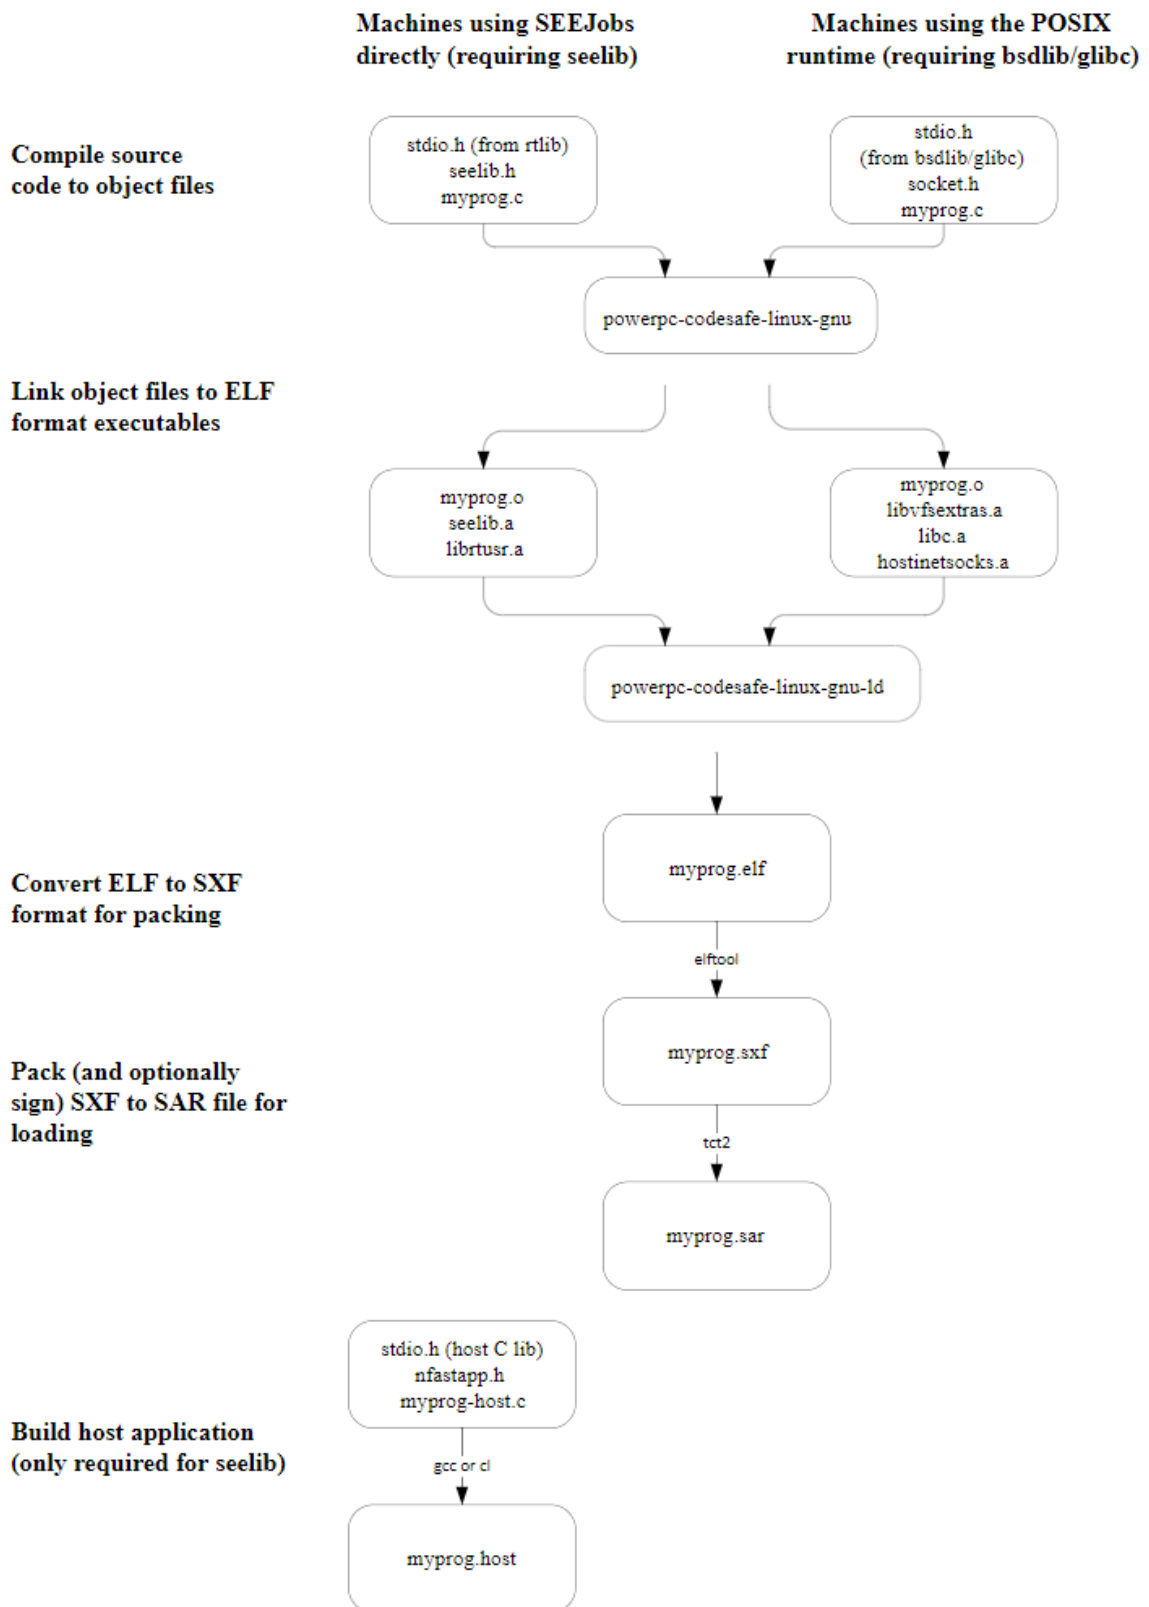 Machines using SEEJobs
directly (requiring seelib)
Machines using the POSIX
runtime (requiring bsdlib/glibc)
Compile source
code to object files
stdio.h (from rtlib)
seelib.h
myprog.c
stdio.h
(from bsdlib/glibc)
socket.h
myprog.c
powerpc-codesafe-linux-gnu
Link object files to ELF
format executables
myprog.o
seelib.a
librtusr.a
myprog.o
libvfsextras.a
libc.a
hostinetsocks.a
powerpc-codesafe-linux-gnu-ld
Convert ELF to SXF
format for packing
myprog.elf
elftool
myprog.sxf
Pack (and optionally
sign) SXF to SAR file for
loading
tct2
myprog.sar
stdio.h (host C lib)
nfastapp.h
myprog-host.c
Build host application
(only required for seelib)
gcc or cl
myprog.host